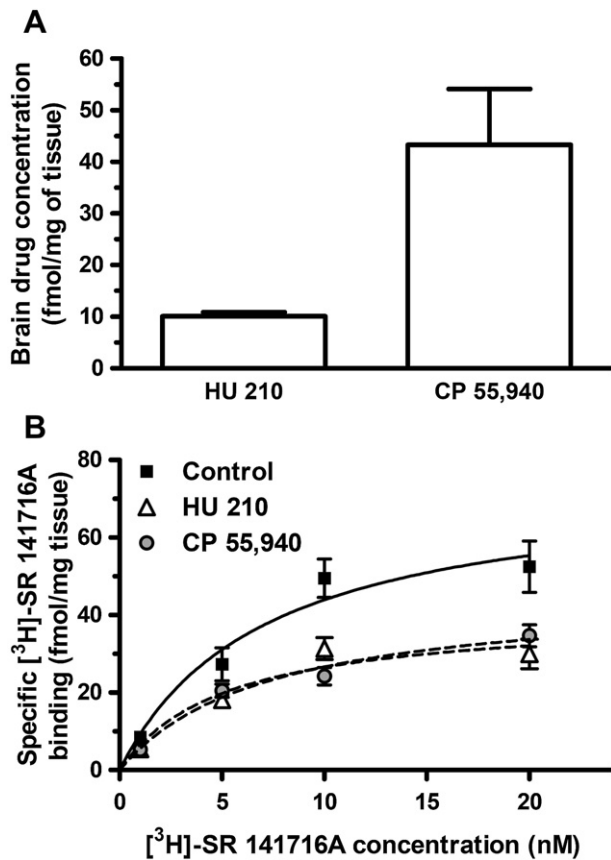 A
Brain drug concentration
(fmol/mg of tissue)
60
50
40
30
20
10
0
HU 210
CP 55,940
B
Specific [³H]-SR 141716A
binding (fmol/mg tissue)
80
60
40
20
0
Control
HU 210
CP 55,940
0
5
10
15
20
[³H]-SR 141716A concentration (nM)